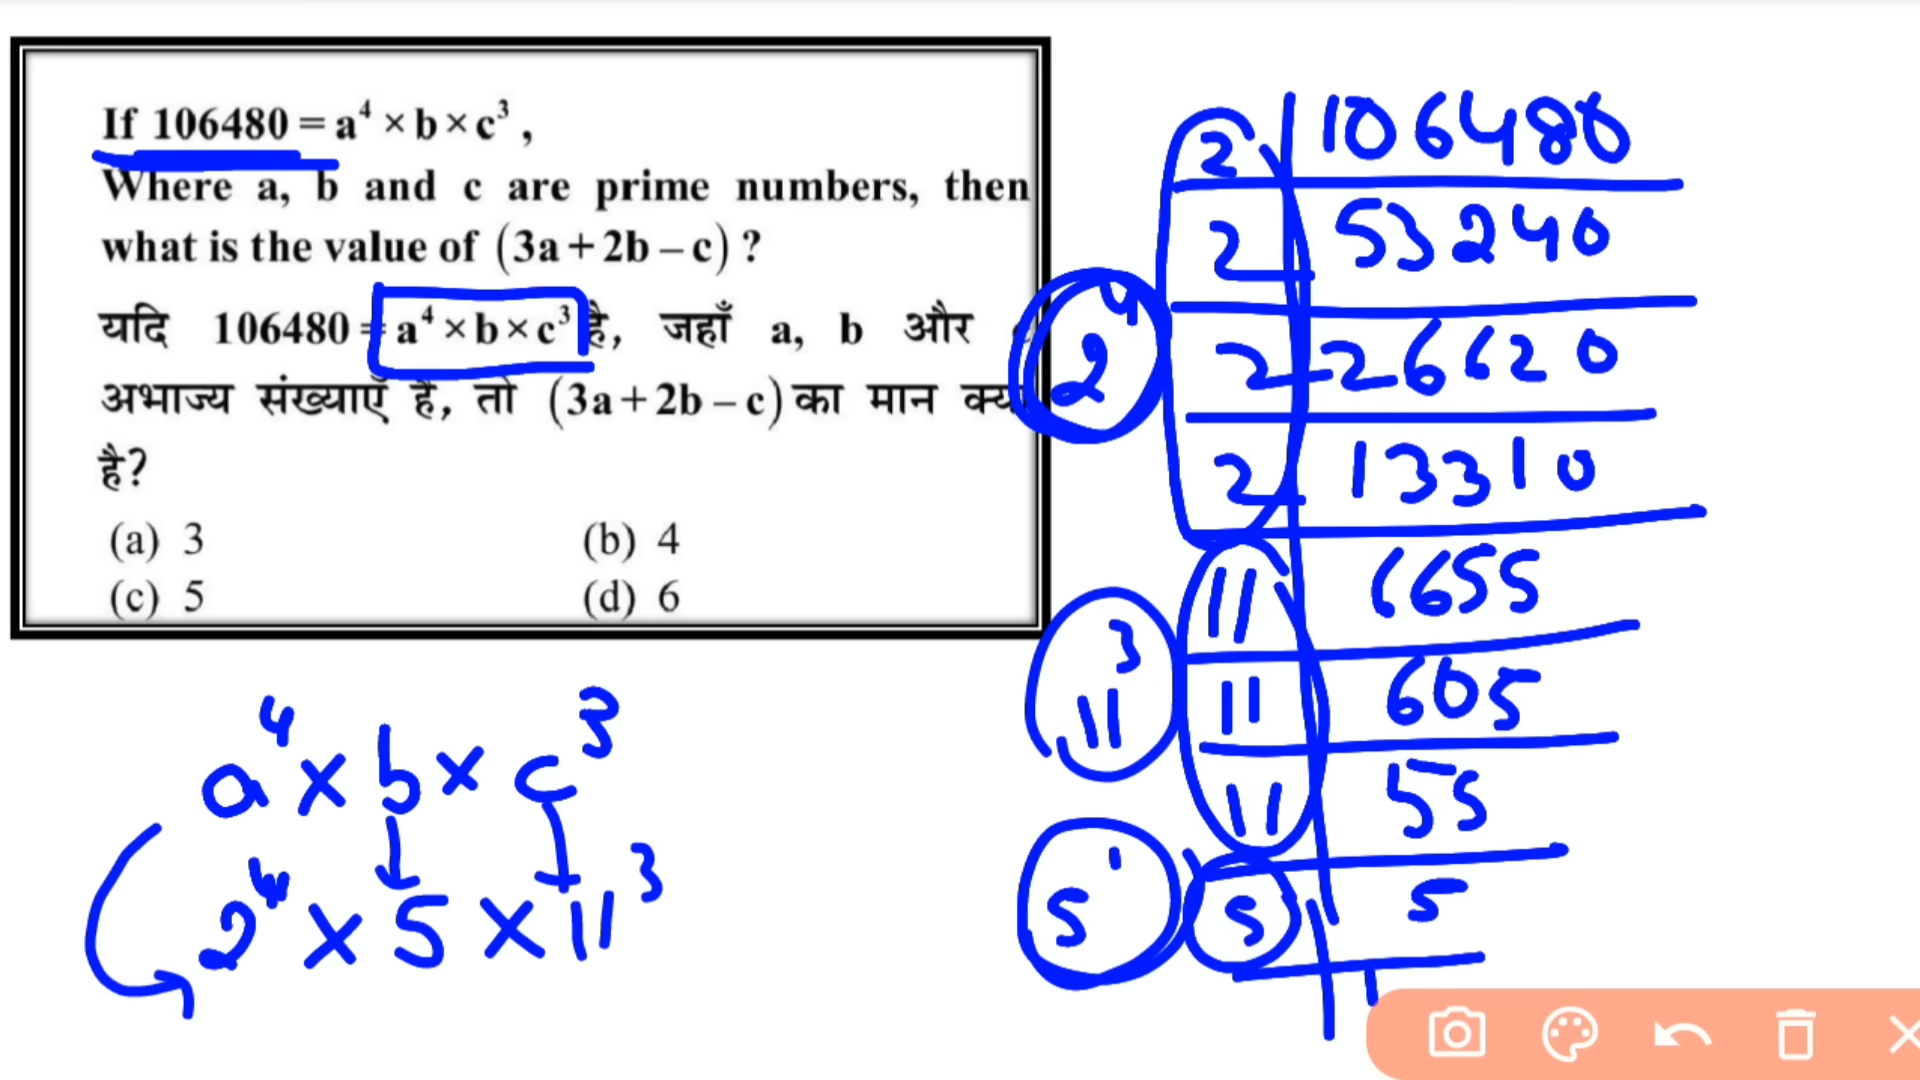 If 106480 = a⁴ × b × c³ ,
Where a, b and c are prime numbers, then
what is the value of (3a + 2b – c) ?
यदि 106480 = a⁴ × b × c³ है, जहाँ a, b और c
अभाज्य संख्याएँ हैं, तो (3a + 2b – c) का मान क्या
है?
(a) 3
(b) 4
(c) 5
(d) 6
a⁴ × b × c³
2⁴ × 5 × 11³
2 106480
2 53240
2 26620
2 13310
11 6655
11 605
11 55
5 5
1
2⁴
11³
5¹